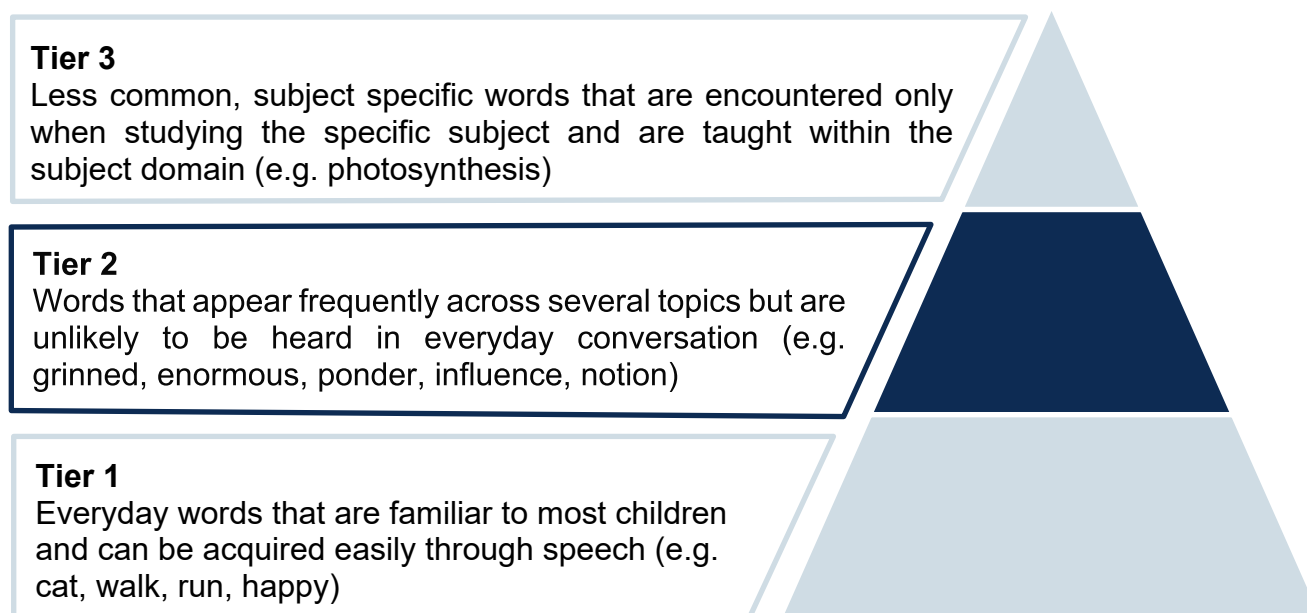 Tier 3
Less common, subject specific words that are encountered only
when studying the specific subject and are taught within the
subject domain (e.g. photosynthesis)
Tier 2
Words that appear frequently across several topics but are
unlikely to be heard in everyday conversation (e.g.
grinned, enormous, ponder, influence, notion)
Tier 1
Everyday words that are familiar to most children
and can be acquired easily through speech (e.g.
cat, walk, run, happy)